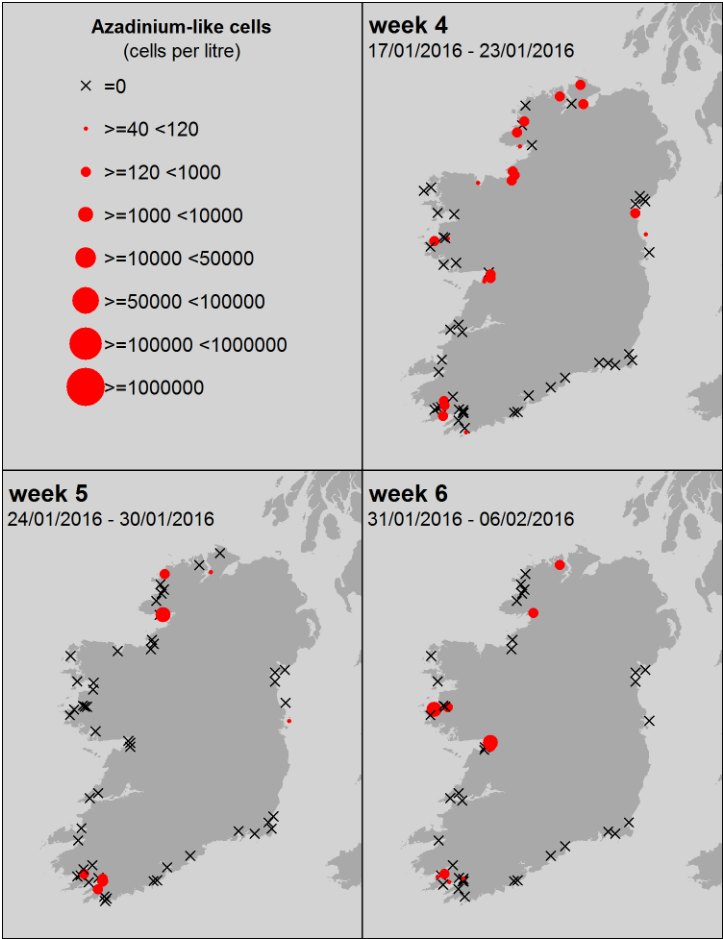 Azadinium-like cells
(cells per litre)
=0
>=40 <120
>=120 <1000
>=1000 <10000
>=10000 <50000
>=50000 <100000
>=100000 <1000000
>=1000000
week 4
17/01/2016 - 23/01/2016
week 5
24/01/2016 - 30/01/2016
week 6
31/01/2016 - 06/02/2016